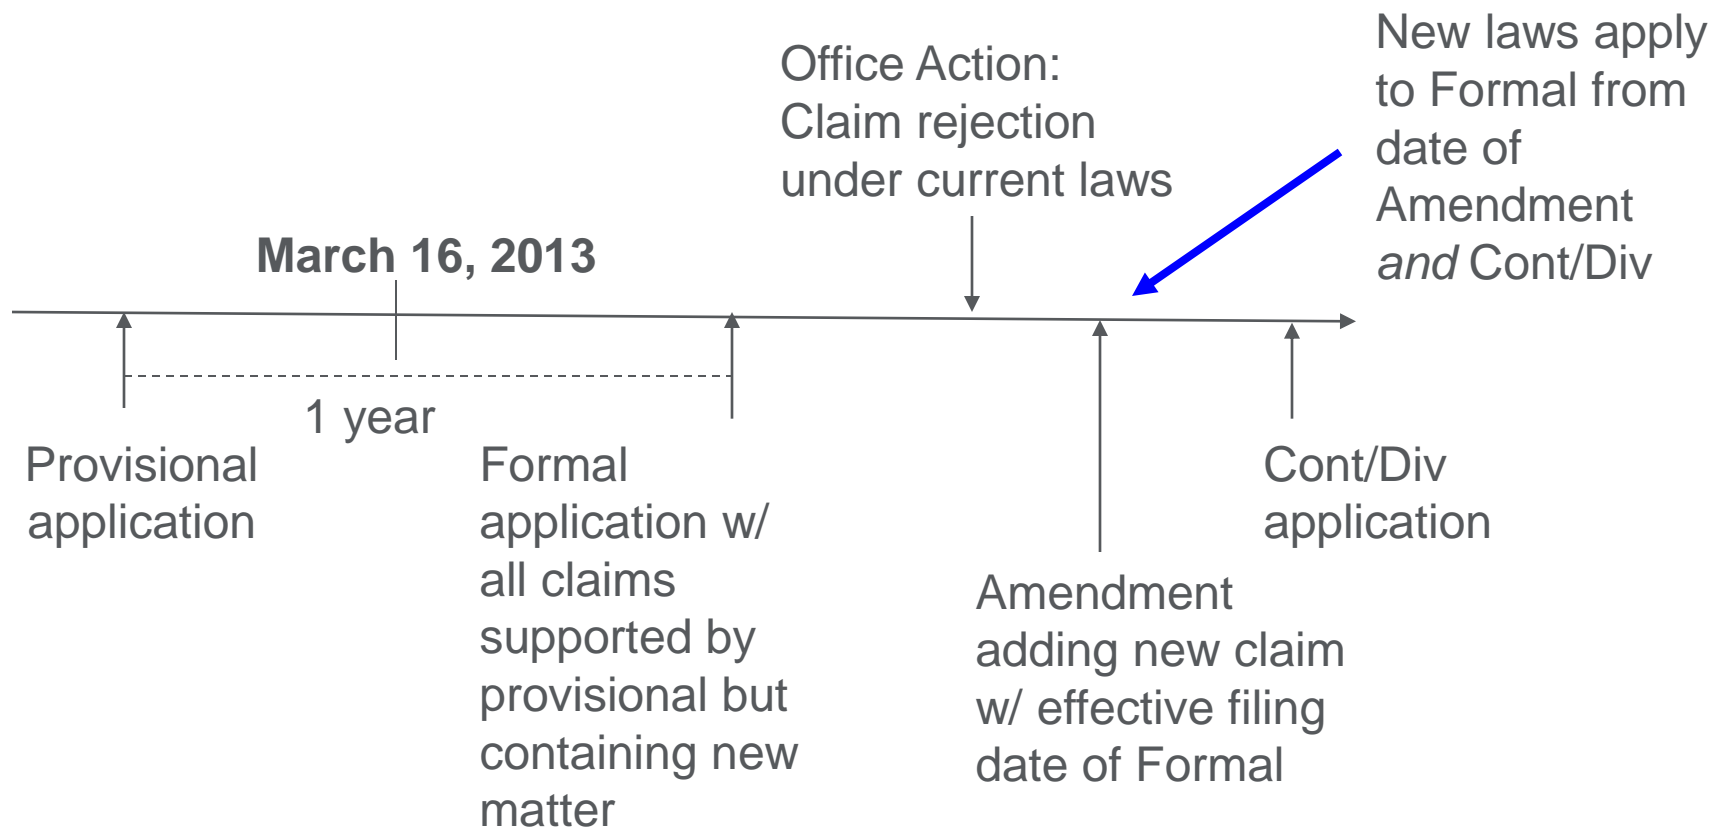 Office Action:
Claim rejection
under current laws
New laws apply
to Formal from
date of
Amendment
and Cont/Div
March 16, 2013
1 year
Provisional
application
Formal
application w/
all claims
supported by
provisional but
containing new
matter
Amendment
adding new claim
w/ effective filing
date of Formal
Cont/Div
application